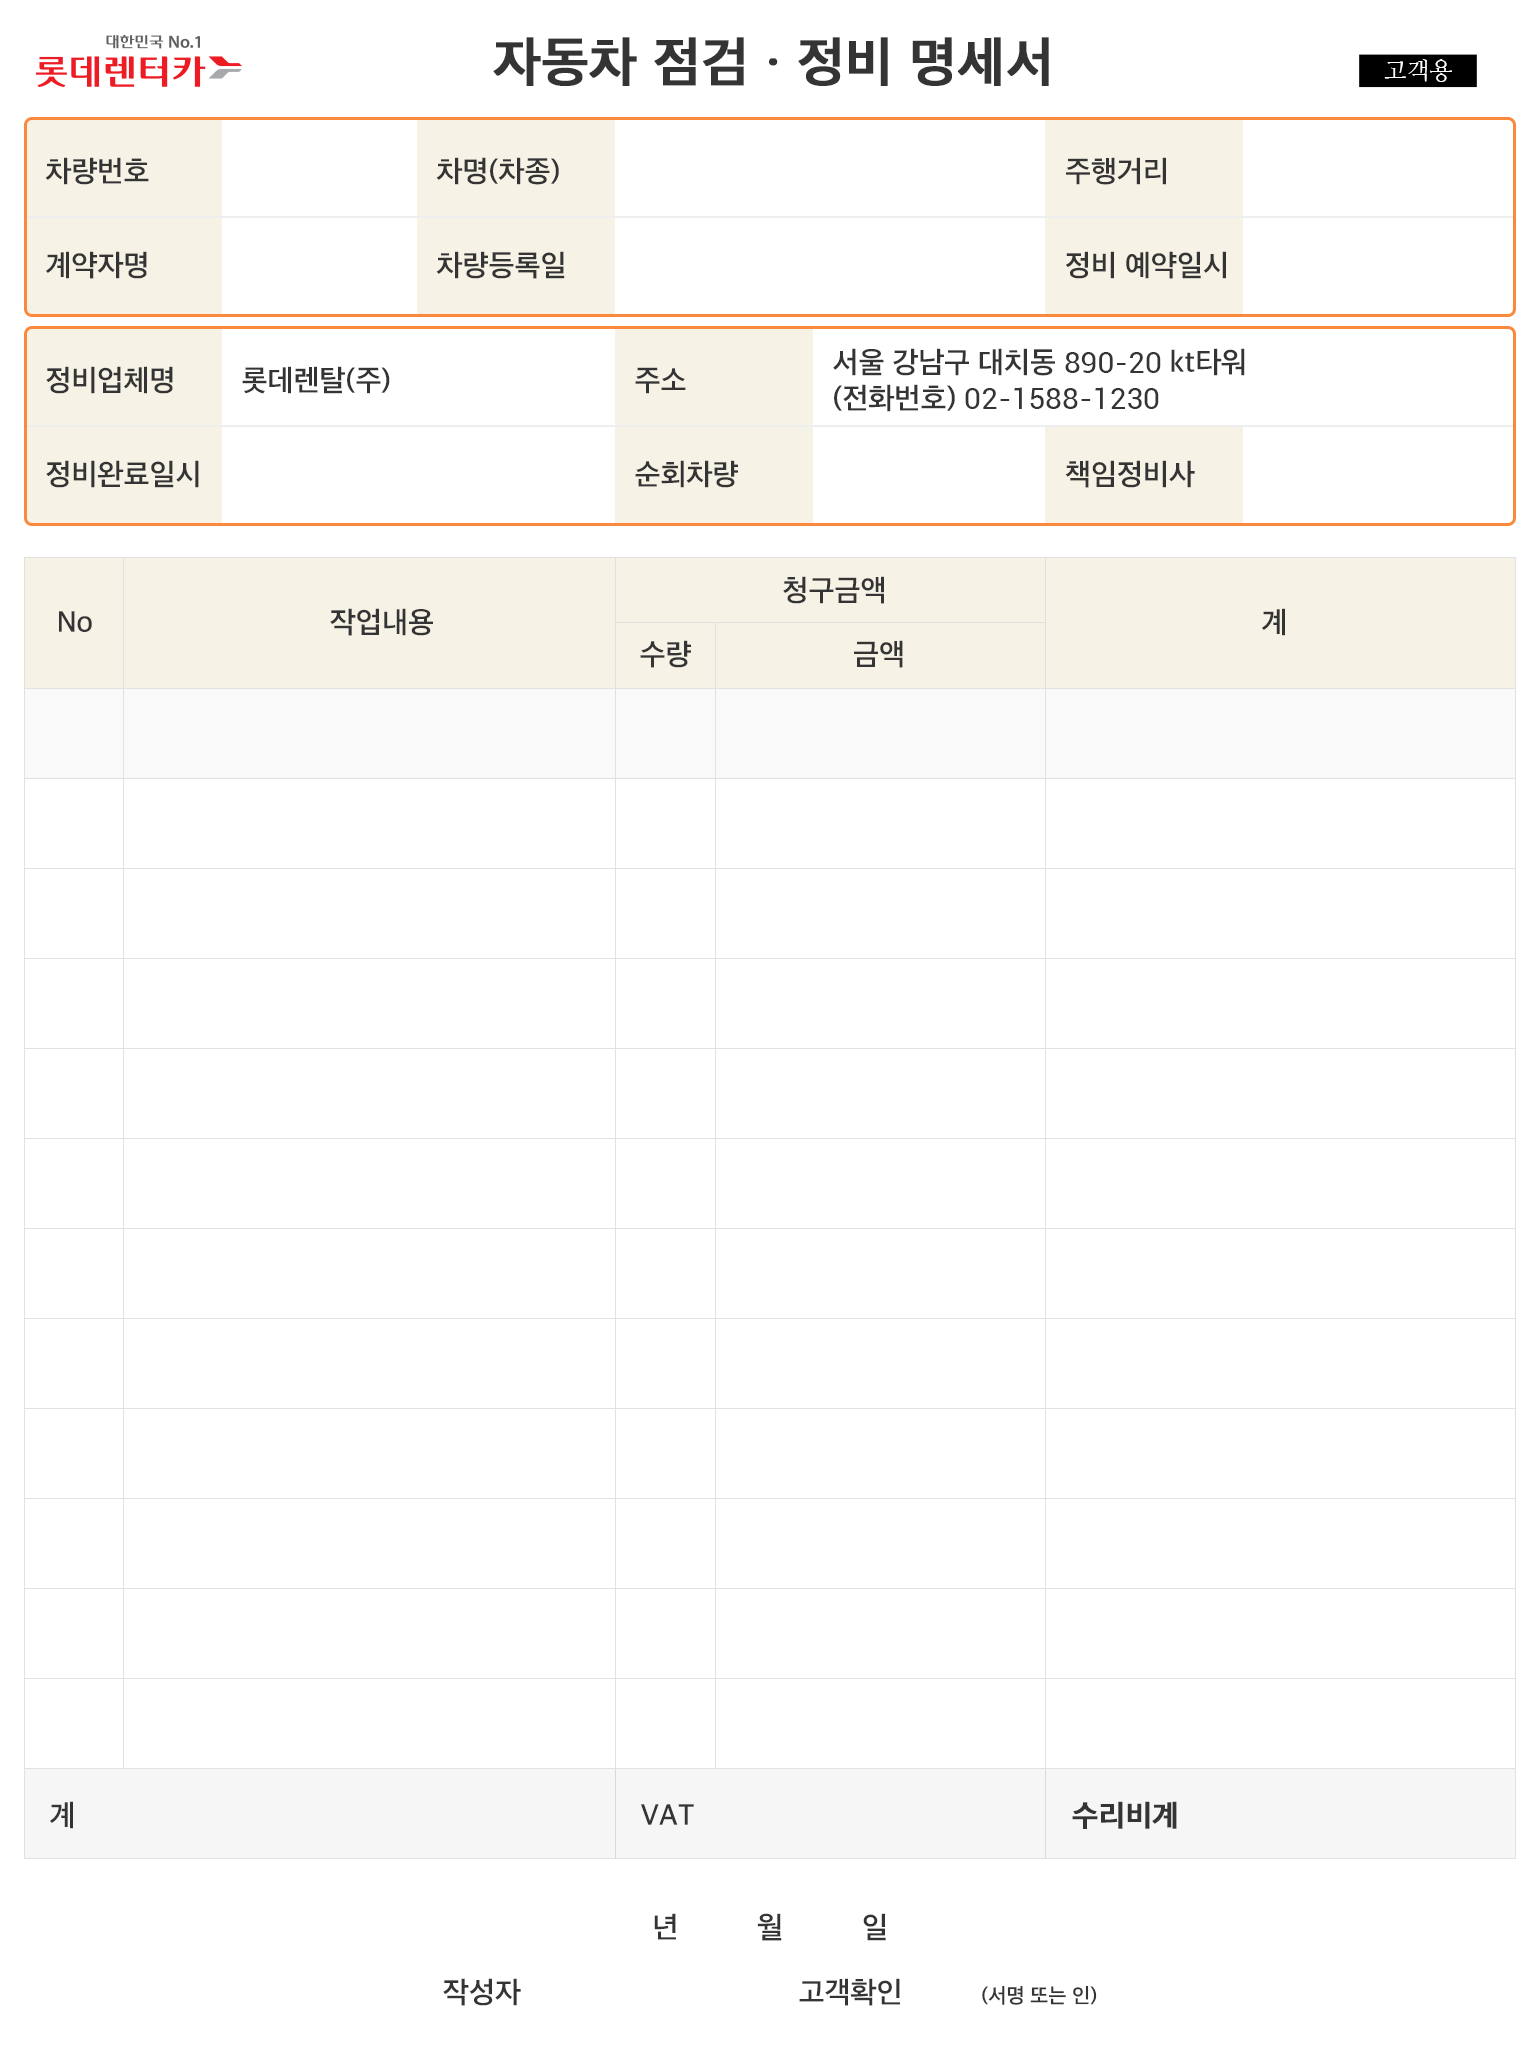 대한민국 No.1
롯데렌터카
자동차 점검 · 정비 명세서
고객용
차량번호 차명(차종) 주행거리
계약자명 차량등록일 정비 예약일시
정비업체명 롯데렌탈(주) 주소 서울 강남구 대치동 890-20 kt타워
(전화번호) 02-1588-1230
정비완료일시 순회차량 책임정비사
No 작업내용 청구금액 계
수량 금액
계 VAT 수리비계
년 월 일
작성자 고객확인 (서명 또는 인)